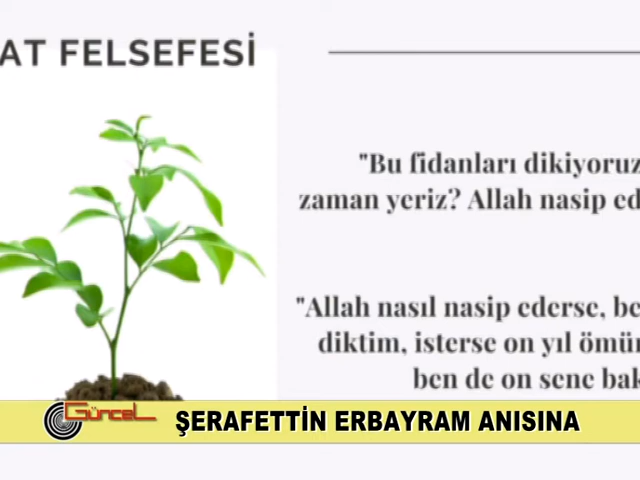 AT FELSEFESİ
"Bu fidanları dikiyoruz
zaman yeriz? Allah nasip ed
"Allah nasıl nasip ederse, be
diktim, isterse on yıl ömür
ben de on sene bak
Güncel
ŞERAFETTİN ERBAYRAM ANISINA